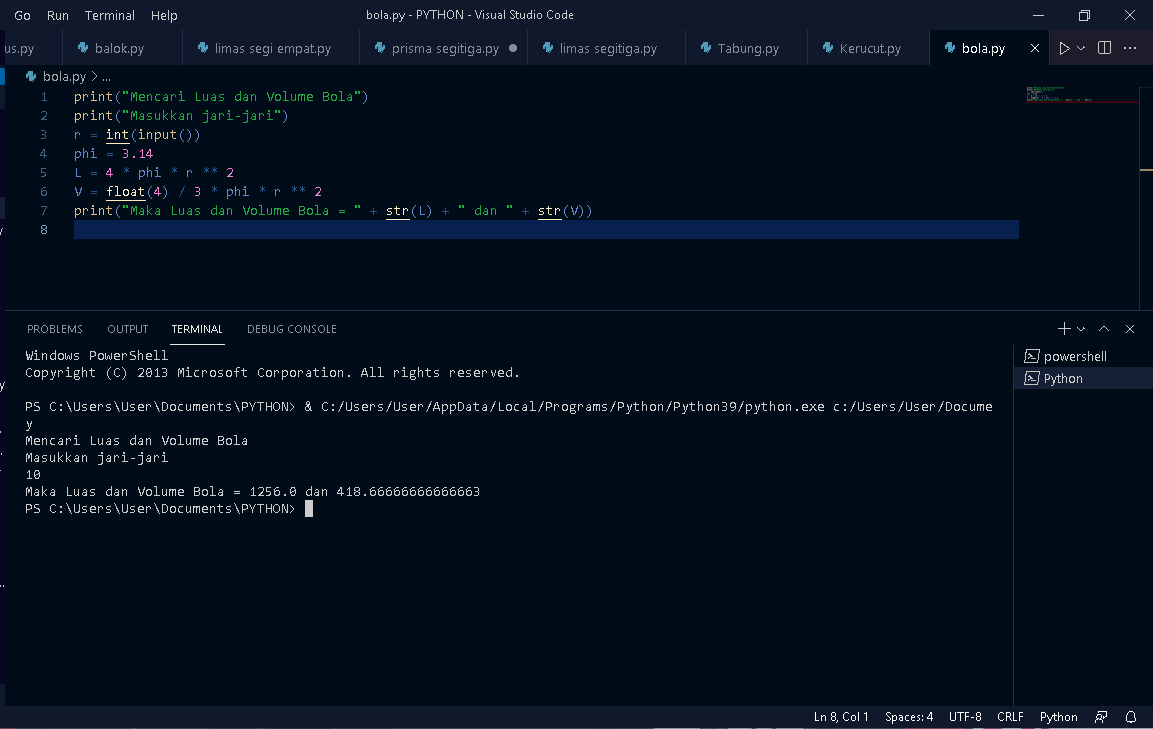 Go Run Terminal Help bola.py - PYTHON - Visual Studio Code
us.py balok.py limas segi empat.py prisma segitiga.py limas segitiga.py Tabung.py Kerucut.py bola.py
bola.py > ...
1 print("Mencari Luas dan Volume Bola")
2 print("Masukkan jari-jari")
3 r = int(input())
4 phi = 3.14
5 L = 4 * phi * r ** 2
6 V = float(4) / 3 * phi * r ** 2
7 print("Maka Luas dan Volume Bola = " + str(L) + " dan " + str(V))
8
PROBLEMS OUTPUT TERMINAL DEBUG CONSOLE
Windows PowerShell
Copyright (C) 2013 Microsoft Corporation. All rights reserved.
PS C:\Users\User\Documents\PYTHON> & C:/Users/User/AppData/Local/Programs/Python/Python39/python.exe c:/Users/User/Docume
y
Mencari Luas dan Volume Bola
Masukkan jari-jari
10
Maka Luas dan Volume Bola = 1256.0 dan 418.66666666666663
PS C:\Users\User\Documents\PYTHON>
powershell
Python
Ln 8, Col 1 Spaces: 4 UTF-8 CRLF Python